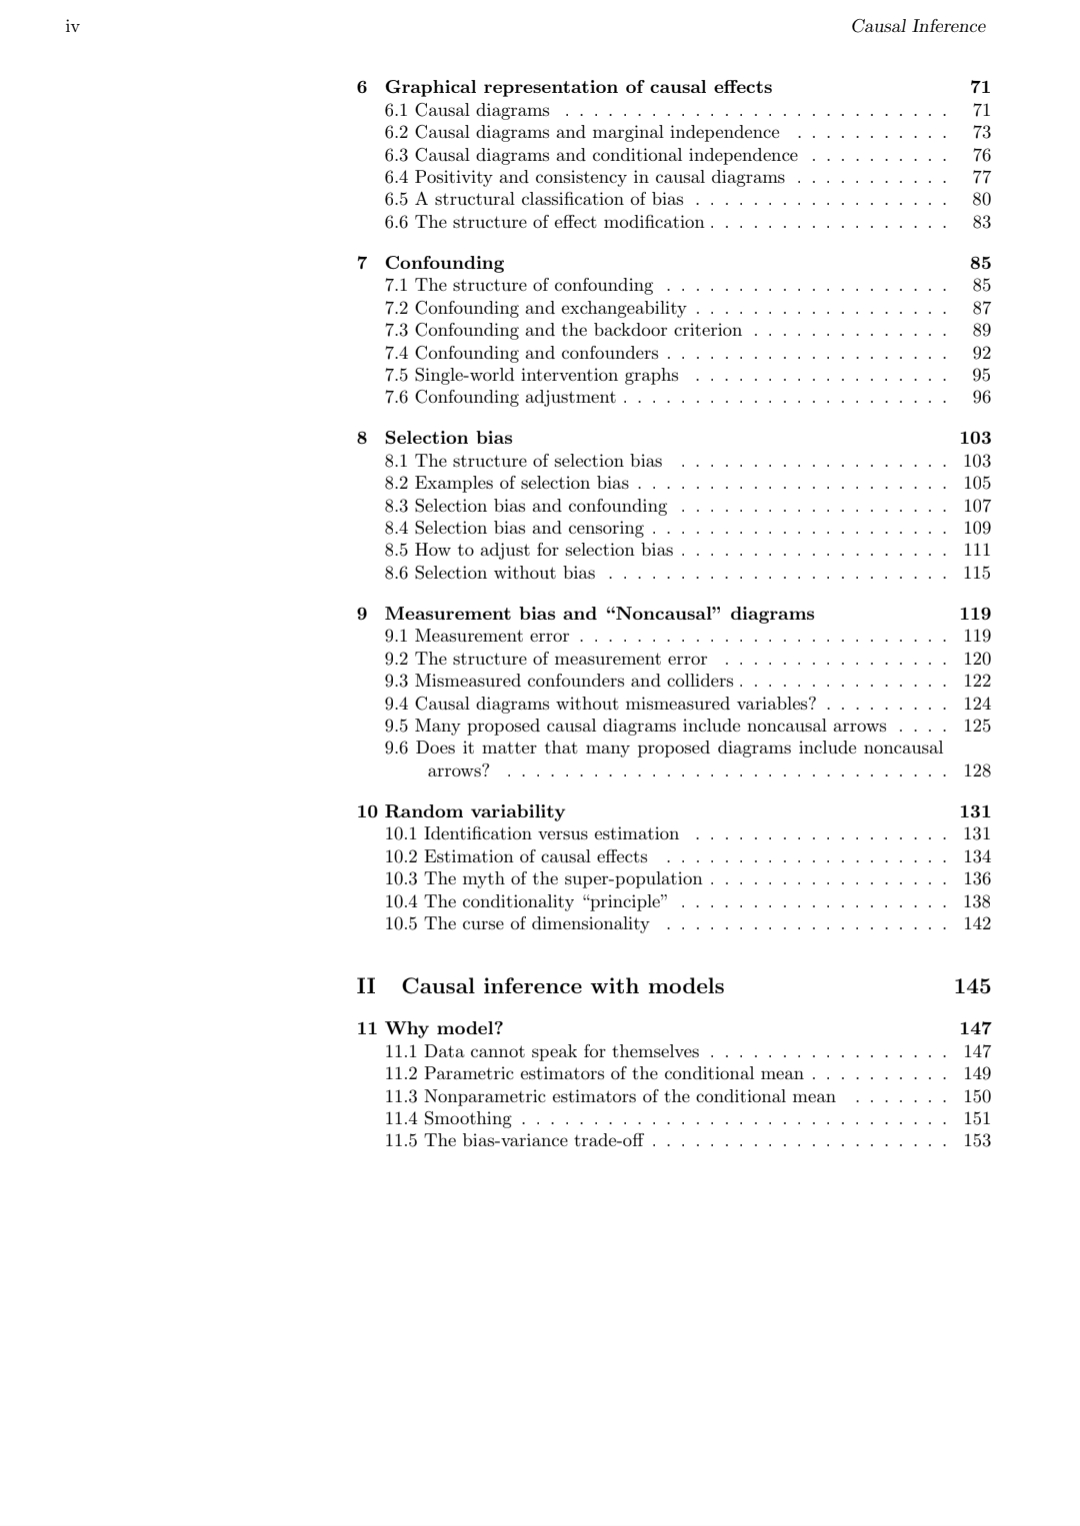 iv Causal Inference
6 Graphical representation of causal effects 71
6.1 Causal diagrams . . . . . . . . . . . . . . . . . . . . . . . . . . . 71
6.2 Causal diagrams and marginal independence . . . . . . . . . . . 73
6.3 Causal diagrams and conditional independence . . . . . . . . . . 76
6.4 Positivity and consistency in causal diagrams . . . . . . . . . . . 77
6.5 A structural classification of bias . . . . . . . . . . . . . . . . . . 80
6.6 The structure of effect modification . . . . . . . . . . . . . . . . . 83
7 Confounding 85
7.1 The structure of confounding . . . . . . . . . . . . . . . . . . . . 85
7.2 Confounding and exchangeability . . . . . . . . . . . . . . . . . . 87
7.3 Confounding and the backdoor criterion . . . . . . . . . . . . . . 89
7.4 Confounding and confounders . . . . . . . . . . . . . . . . . . . . 92
7.5 Single-world intervention graphs . . . . . . . . . . . . . . . . . . 95
7.6 Confounding adjustment . . . . . . . . . . . . . . . . . . . . . . . 96
8 Selection bias 103
8.1 The structure of selection bias . . . . . . . . . . . . . . . . . . . 103
8.2 Examples of selection bias . . . . . . . . . . . . . . . . . . . . . . 105
8.3 Selection bias and confounding . . . . . . . . . . . . . . . . . . . 107
8.4 Selection bias and censoring . . . . . . . . . . . . . . . . . . . . . 109
8.5 How to adjust for selection bias . . . . . . . . . . . . . . . . . . . 111
8.6 Selection without bias . . . . . . . . . . . . . . . . . . . . . . . . 115
9 Measurement bias and “Noncausal” diagrams 119
9.1 Measurement error . . . . . . . . . . . . . . . . . . . . . . . . . . 119
9.2 The structure of measurement error . . . . . . . . . . . . . . . . 120
9.3 Mismeasured confounders and colliders . . . . . . . . . . . . . . . 122
9.4 Causal diagrams without mismeasured variables? . . . . . . . . . 124
9.5 Many proposed causal diagrams include noncausal arrows . . . . 125
9.6 Does it matter that many proposed diagrams include noncausal
arrows? . . . . . . . . . . . . . . . . . . . . . . . . . . . . . . . 128
10 Random variability 131
10.1 Identification versus estimation . . . . . . . . . . . . . . . . . . 131
10.2 Estimation of causal effects . . . . . . . . . . . . . . . . . . . . 134
10.3 The myth of the super-population . . . . . . . . . . . . . . . . . 136
10.4 The conditionality “principle” . . . . . . . . . . . . . . . . . . . 138
10.5 The curse of dimensionality . . . . . . . . . . . . . . . . . . . . 142
II Causal inference with models 145
11 Why model? 147
11.1 Data cannot speak for themselves . . . . . . . . . . . . . . . . . 147
11.2 Parametric estimators of the conditional mean . . . . . . . . . . 149
11.3 Nonparametric estimators of the conditional mean . . . . . . . 150
11.4 Smoothing . . . . . . . . . . . . . . . . . . . . . . . . . . . . . . 151
11.5 The bias-variance trade-off . . . . . . . . . . . . . . . . . . . . . 153